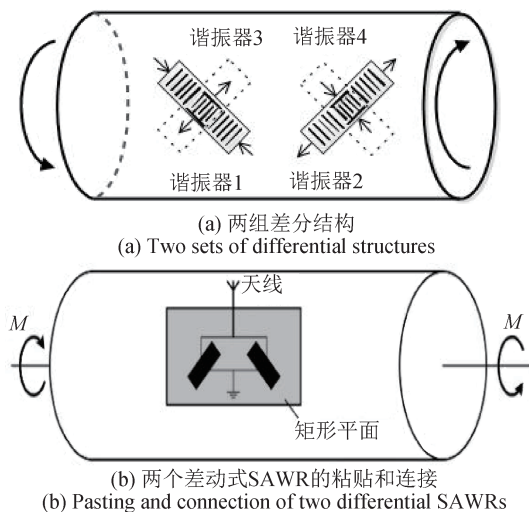 谐振器3
谐振器4
谐振器1
谐振器2
(a) 两组差分结构
(a) Two sets of differential structures
天线
M
M
矩形平面
(b) 两个差动式SAWR的粘贴和连接
(b) Pasting and connection of two differential SAWRs